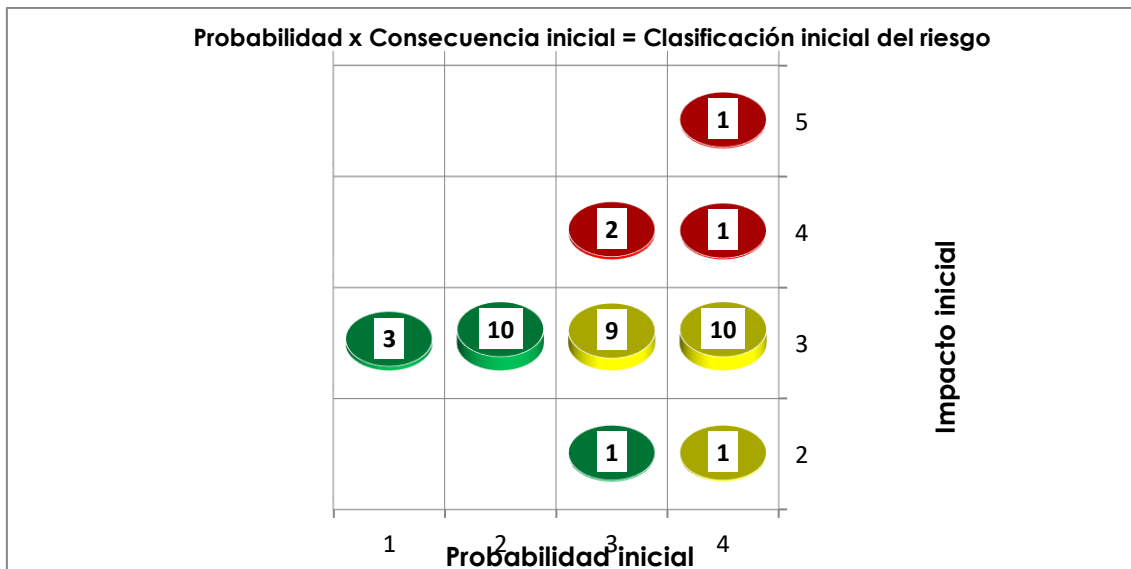 Probabilidad x Consecuencia inicial = Clasificación inicial del riesgo
1 5
2 1 4
3 10 9 10 3
1 1 2
Impacto inicial
1 2 3 4
Probabilidad inicial